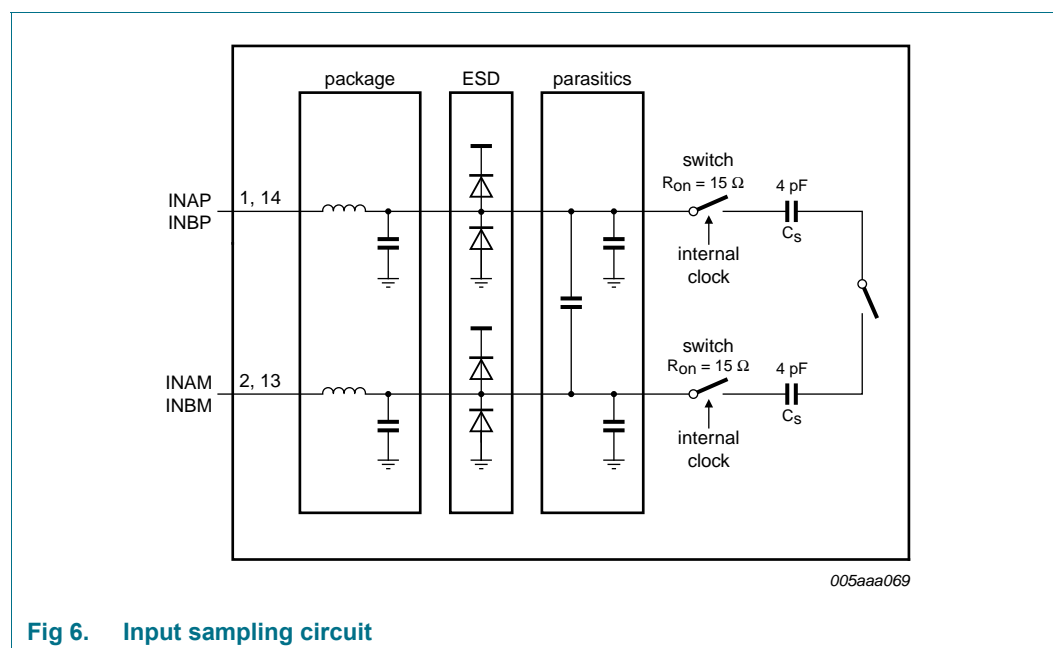 package
ESD
parasitics
switch
Ron = 15 Ω
4 pF
INAP
INBP
1, 14
internal
clock
Cs
switch
Ron = 15 Ω
4 pF
INAM
INBM
2, 13
internal
clock
Cs
005aaa069
Fig 6. Input sampling circuit